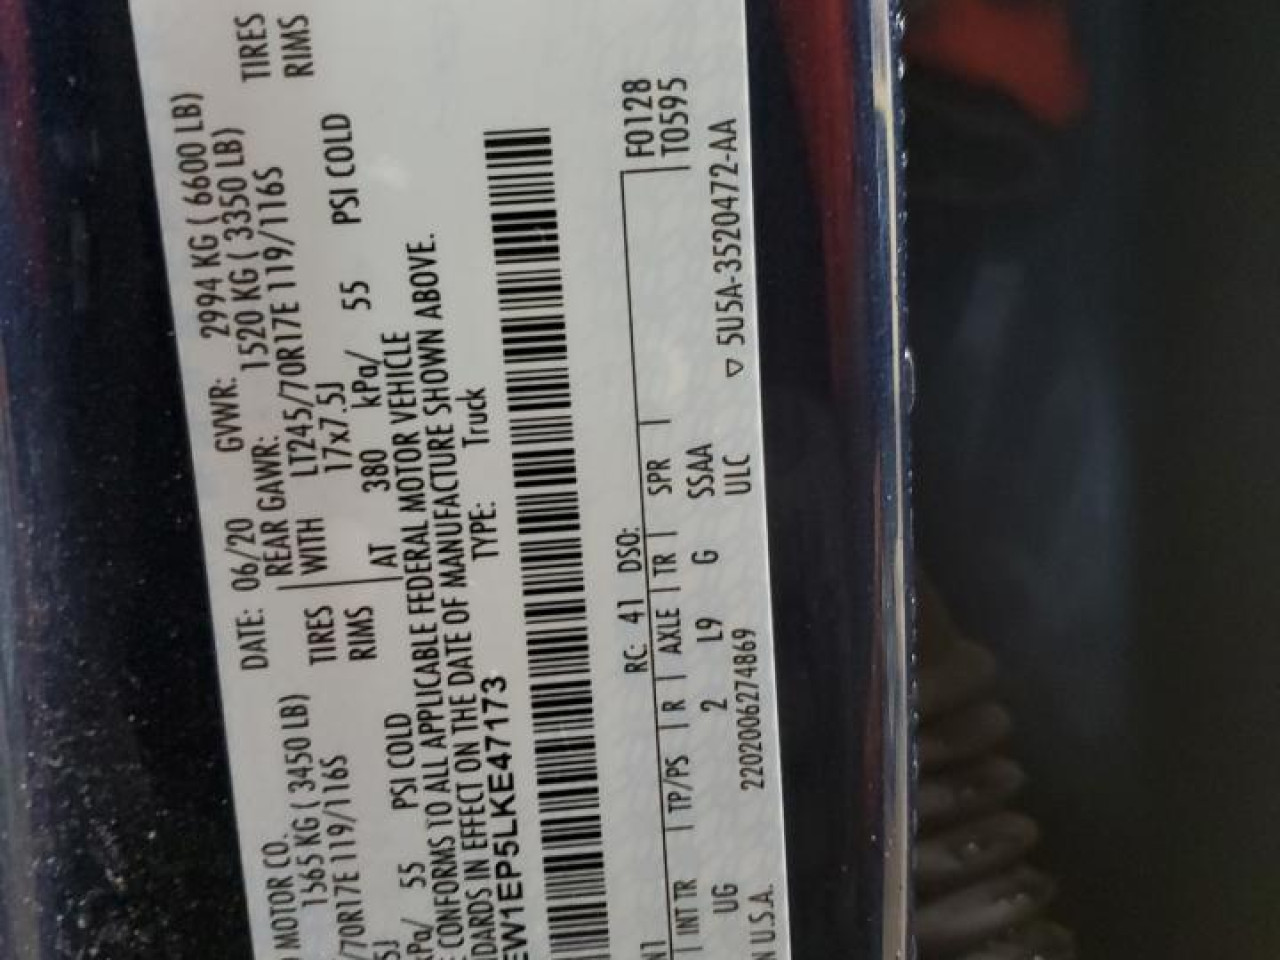 MOTOR CO. DATE: 06/20 GVWR: 2994 KG ( 6600 LB)
1565 KG ( 3450 LB) REAR GAWR: 1520 KG ( 3350 LB)
/70R17E 119/116S TIRES WITH LT245/70R17E 119/116S TIRES
5J RIMS 17x7.5J RIMS
kPa/ 55 PSI COLD AT 380 kPa/ 55 PSI COLD
CONFORMS TO ALL APPLICABLE FEDERAL MOTOR VEHICLE
DARDS IN EFFECT ON THE DATE OF MANUFACTURE SHOWN ABOVE.
EW1EP5LKE47173 TYPE: Truck
F0128
RC: 41 DSO: T0595
INT TR TP/PS R AXLE TR SPR
UG 2 L9 G SSAA
N U.S.A. 2202006274869 ULC ▽ 5U5A-3520472-AA